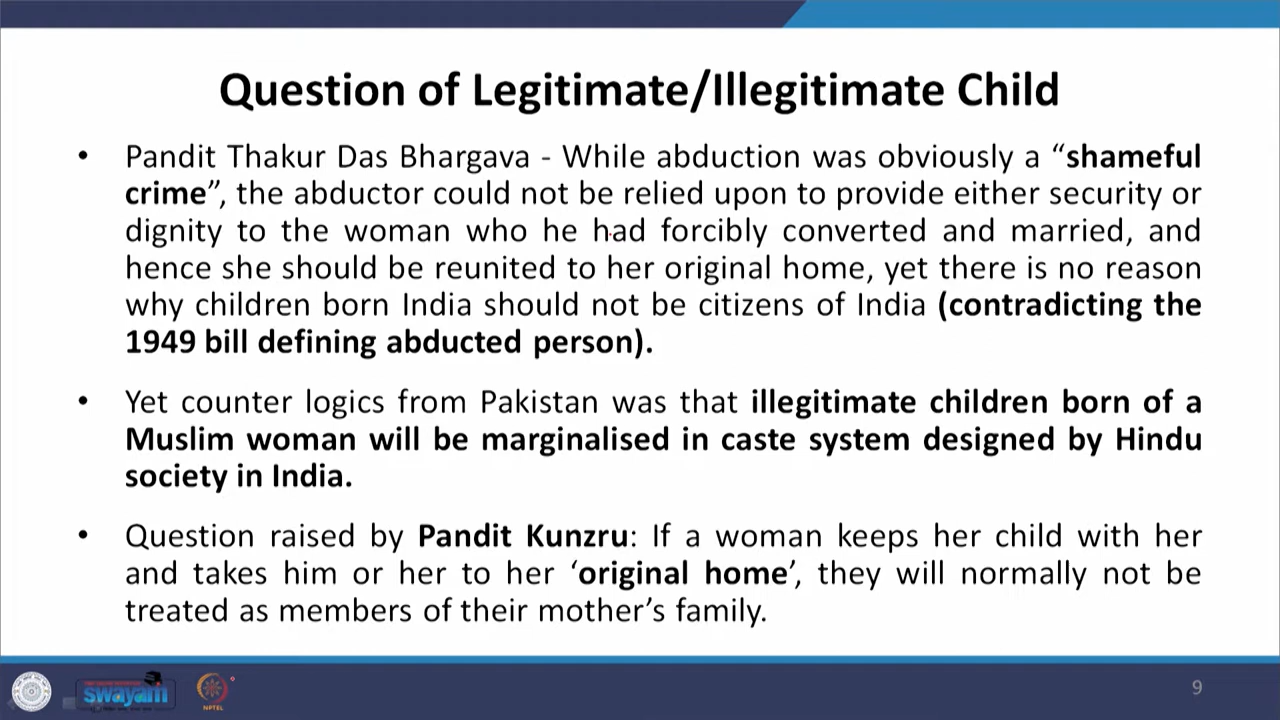 Question of Legitimate/Illegitimate Child
• Pandit Thakur Das Bhargava - While abduction was obviously a “shameful
crime”, the abductor could not be relied upon to provide either security or
dignity to the woman who he had forcibly converted and married, and
hence she should be reunited to her original home, yet there is no reason
why children born India should not be citizens of India (contradicting the
1949 bill defining abducted person).
• Yet counter logics from Pakistan was that illegitimate children born of a
Muslim woman will be marginalised in caste system designed by Hindu
society in India.
• Question raised by Pandit Kunzru: If a woman keeps her child with her
and takes him or her to her ‘original home’, they will normally not be
treated as members of their mother’s family.
swayam
NPTEL
9